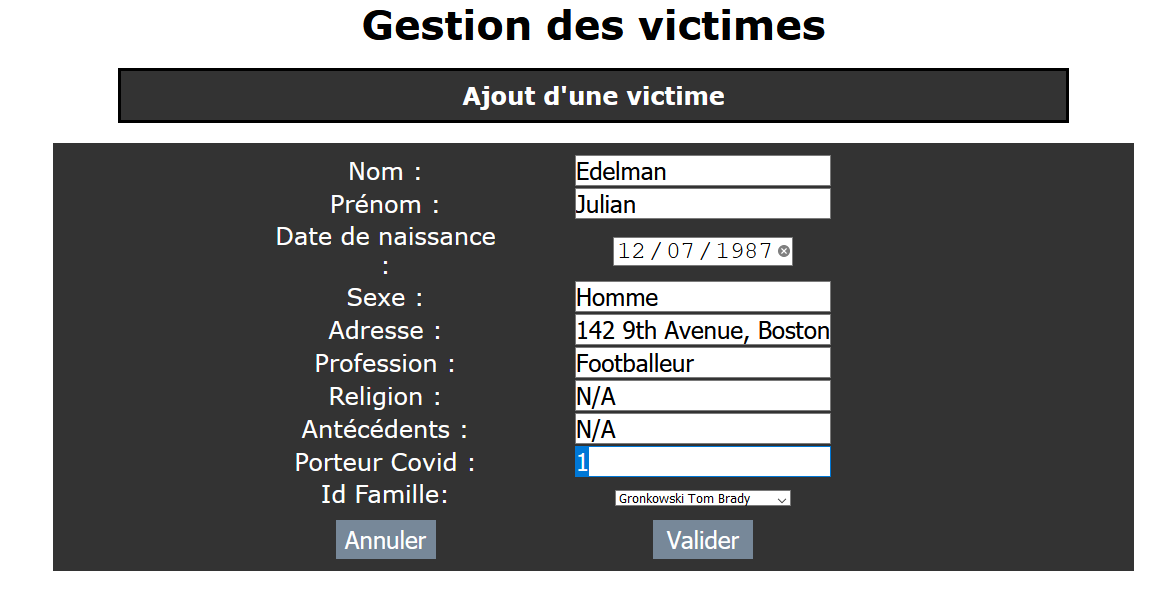 Gestion des victimes
Ajout d'une victime
Nom : Edelman
Prénom : Julian
Date de naissance : 12/07/1987
Sexe : Homme
Adresse : 142 9th Avenue, Boston
Profession : Footballeur
Religion : N/A
Antécédents : N/A
Porteur Covid : 1
Id Famille: Gronkowski Tom Brady
Annuler Valider